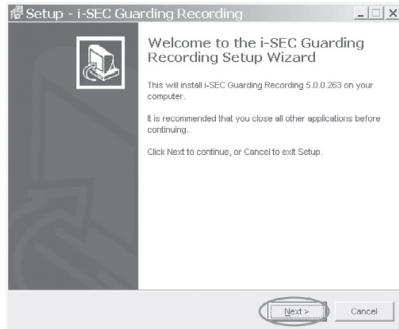 Setup - i-SEC Guarding Recording
Welcome to the i-SEC Guarding
Recording Setup Wizard
This will install i-SEC Guarding Recording 5.0.0.263 on your
computer.
It is recommended that you close all other applications before
continuing.
Click Next to continue, or Cancel to exit Setup.
Next >
Cancel